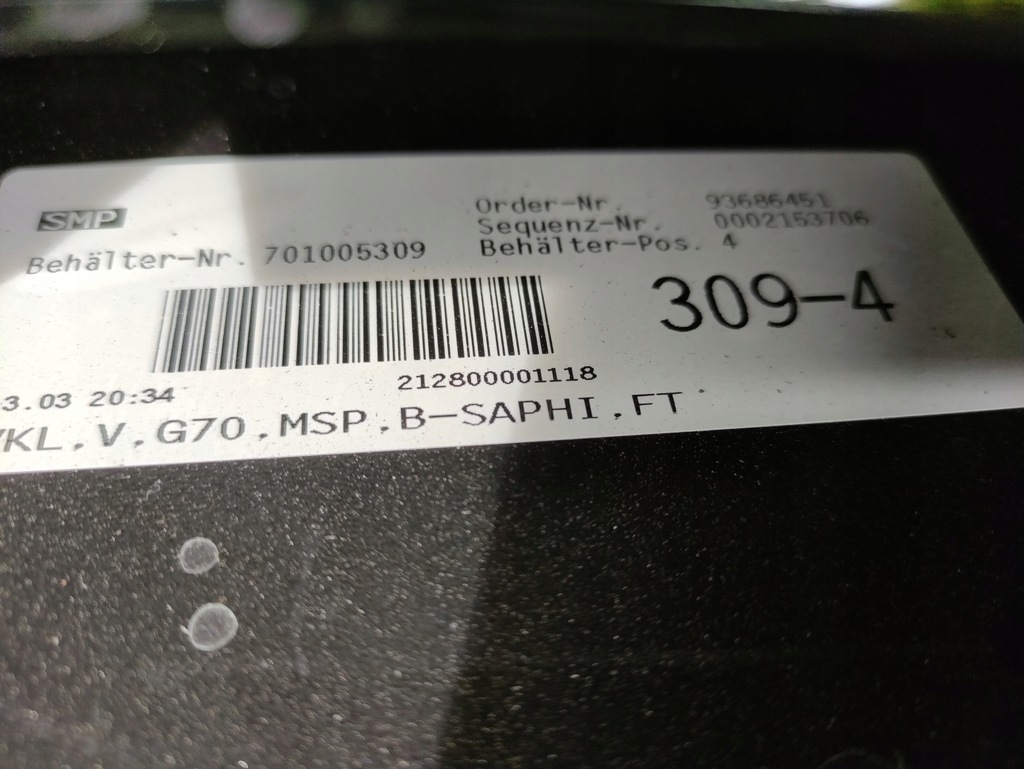 SMP
Order-Nr. 93686451
Sequenz-Nr. 0002153706
Behälter-Nr. 701005309
Behälter-Pos. 4
309-4
212800001118
3.03 20:34
KL,V,G70,MSP,B-SAPHI,FT